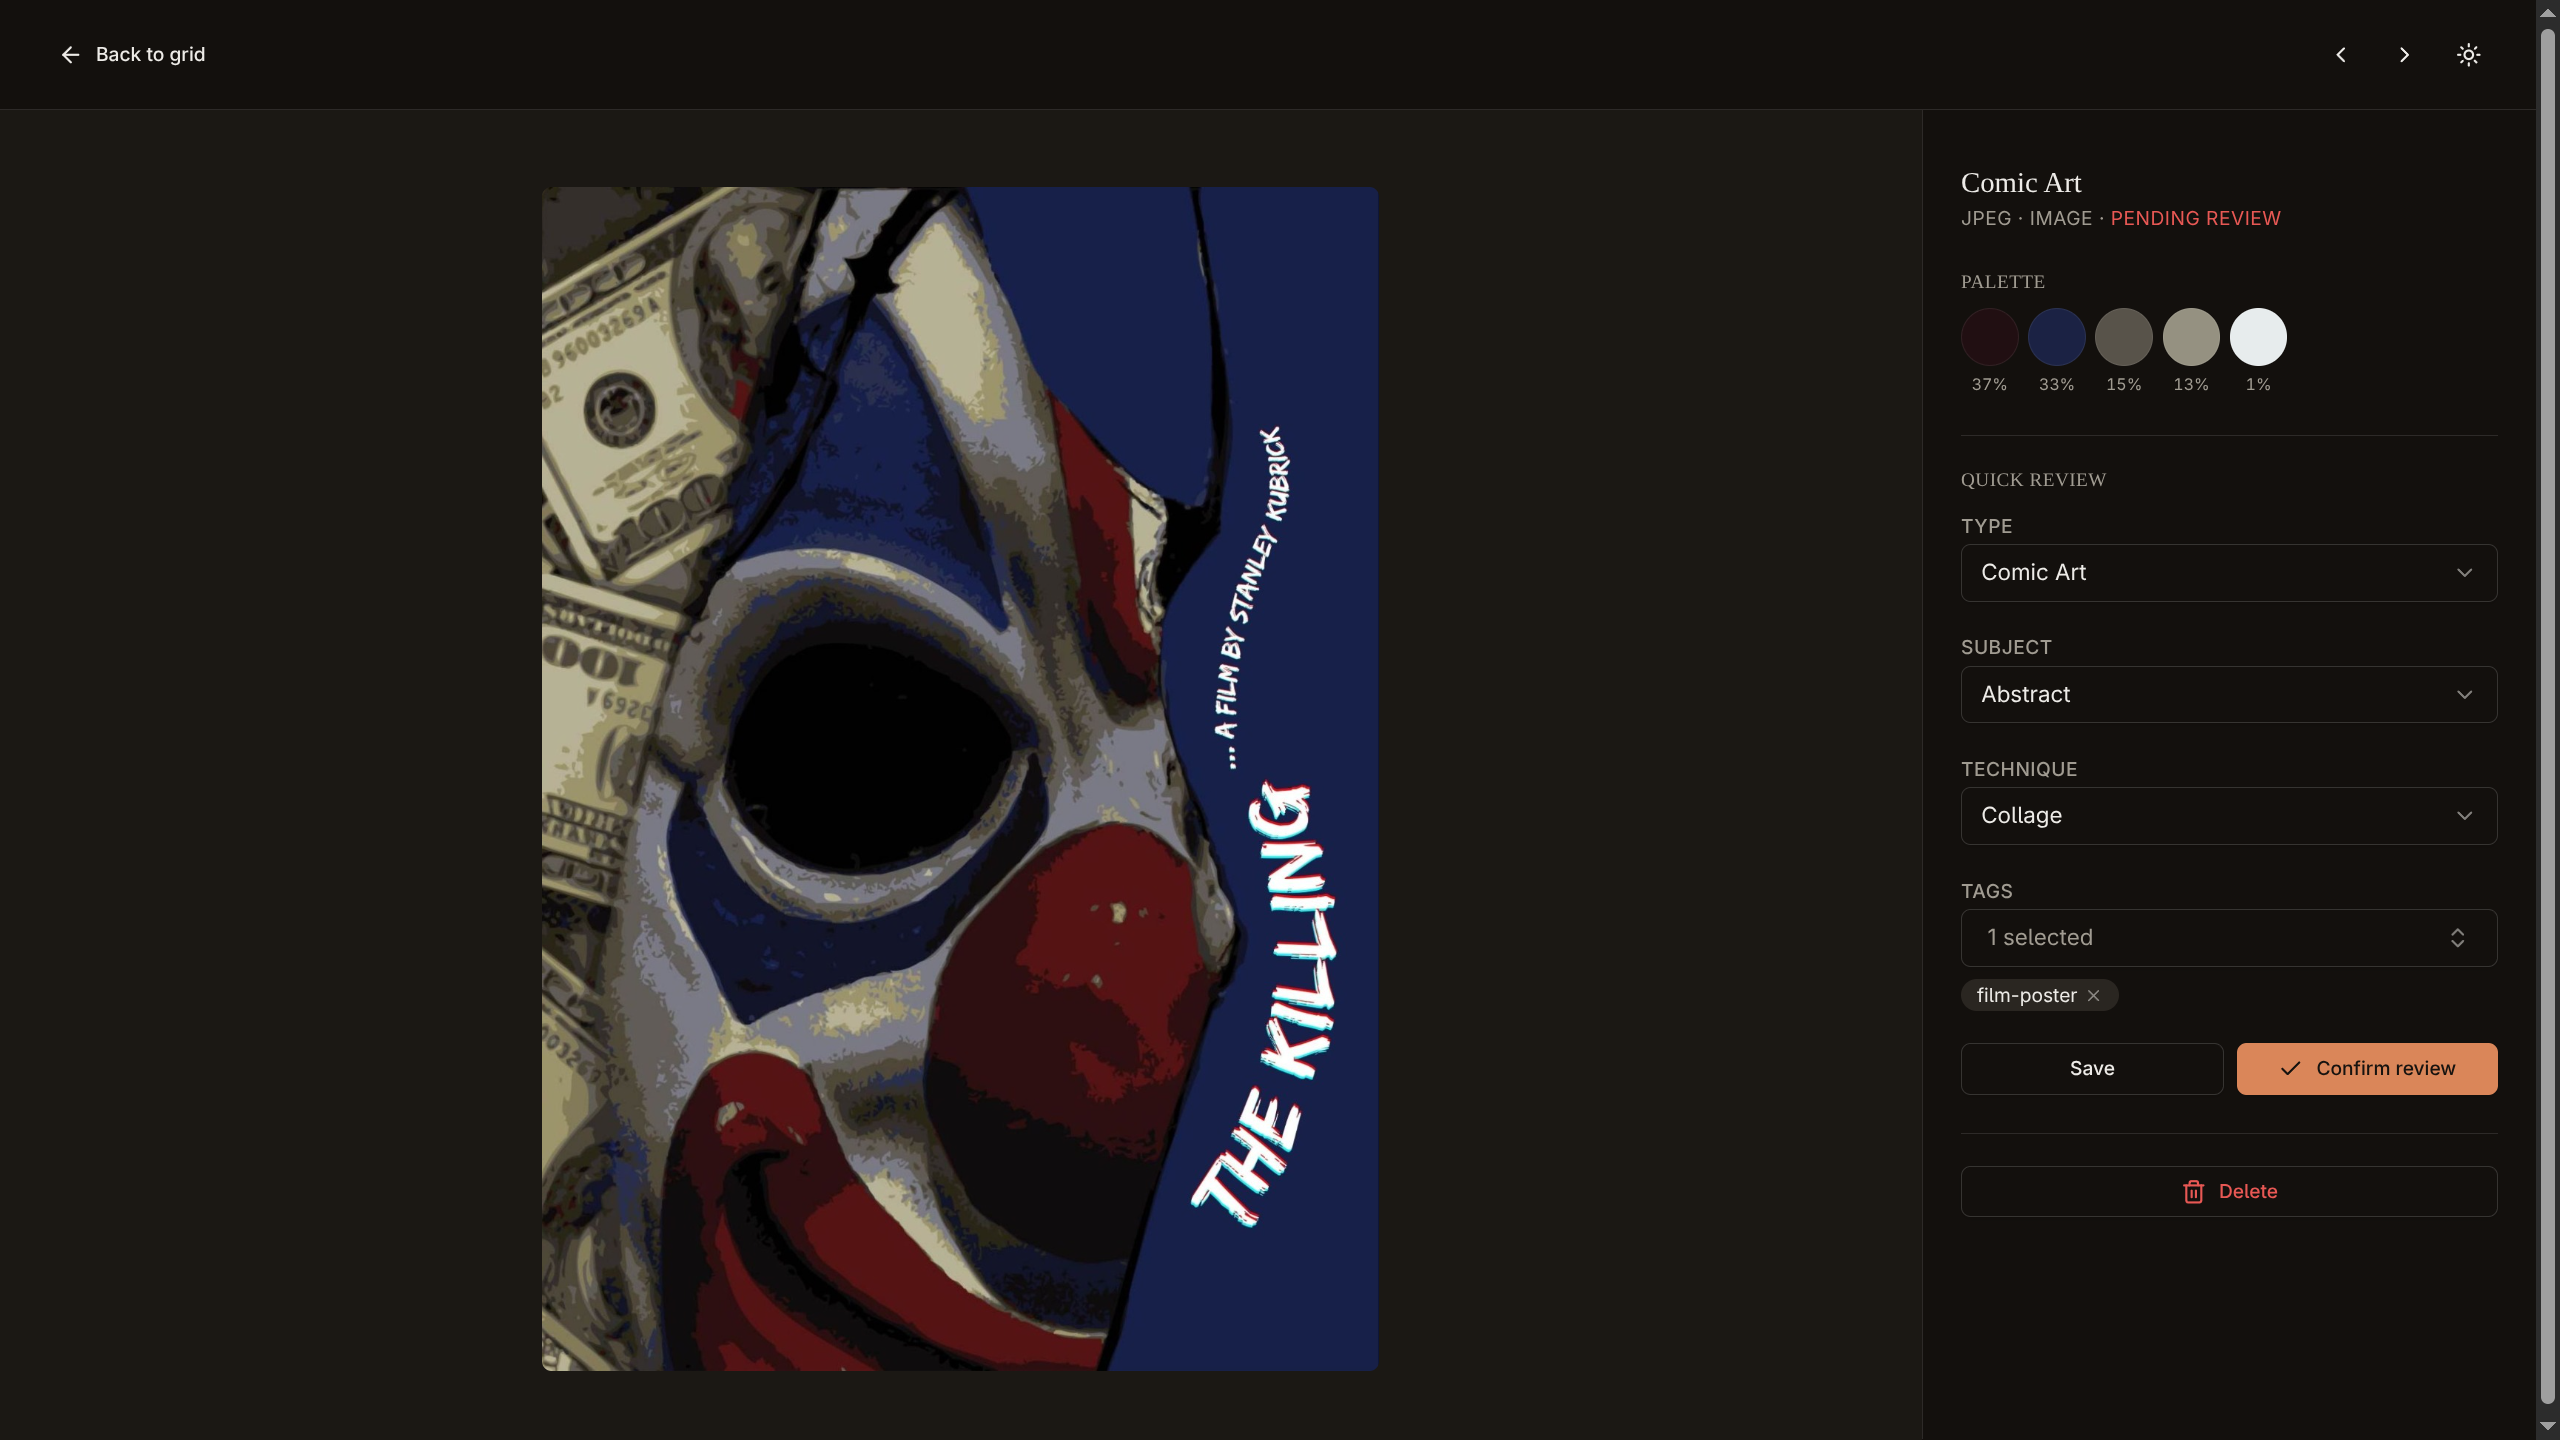 Back to grid
Comic Art
JPEG · IMAGE · PENDING REVIEW
PALETTE
37% 33% 15% 13% 1%
QUICK REVIEW
TYPE
Comic Art
SUBJECT
Abstract
TECHNIQUE
Collage
TAGS
1 selected
film-poster
Save
Confirm review
Delete
... A FILM BY STANLEY KUBRICK
THE KILLING
100
100